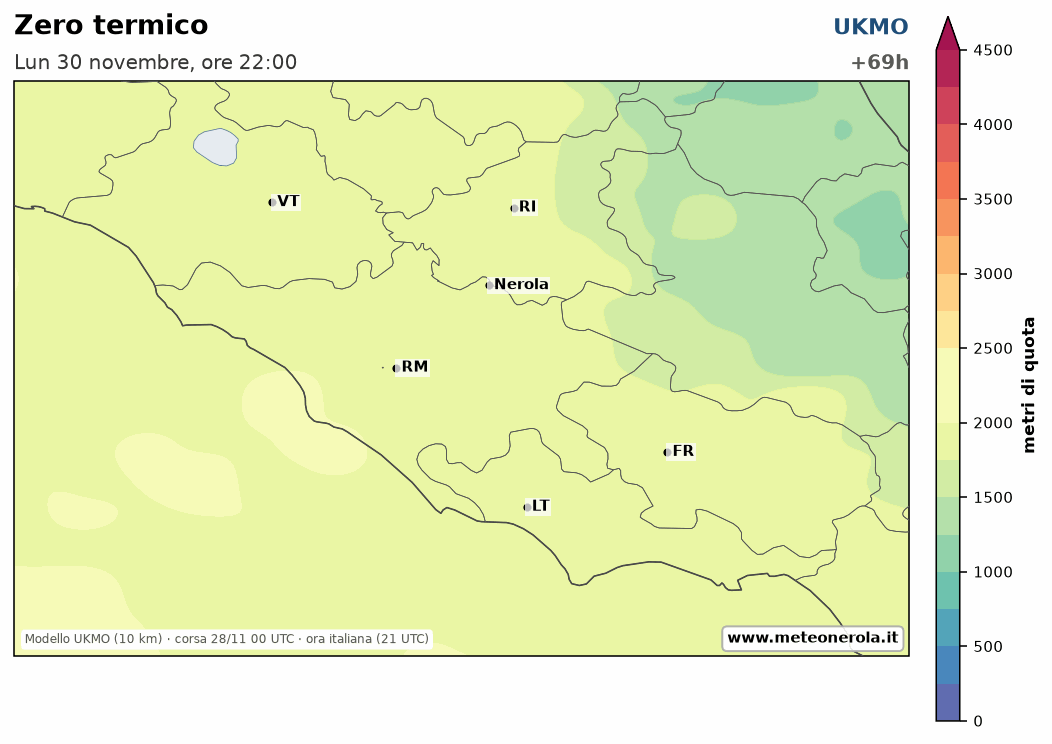 Zero termico
UKMO
Lun 30 novembre, ore 22:00
+69h
VT
RI
Nerola
RM
FR
LT
Modello UKMO (10 km) · corsa 28/11 00 UTC · ora italiana (21 UTC)
www.meteonerola.it
4500
4000
3500
3000
2500
2000
1500
1000
500
0
metri di quota